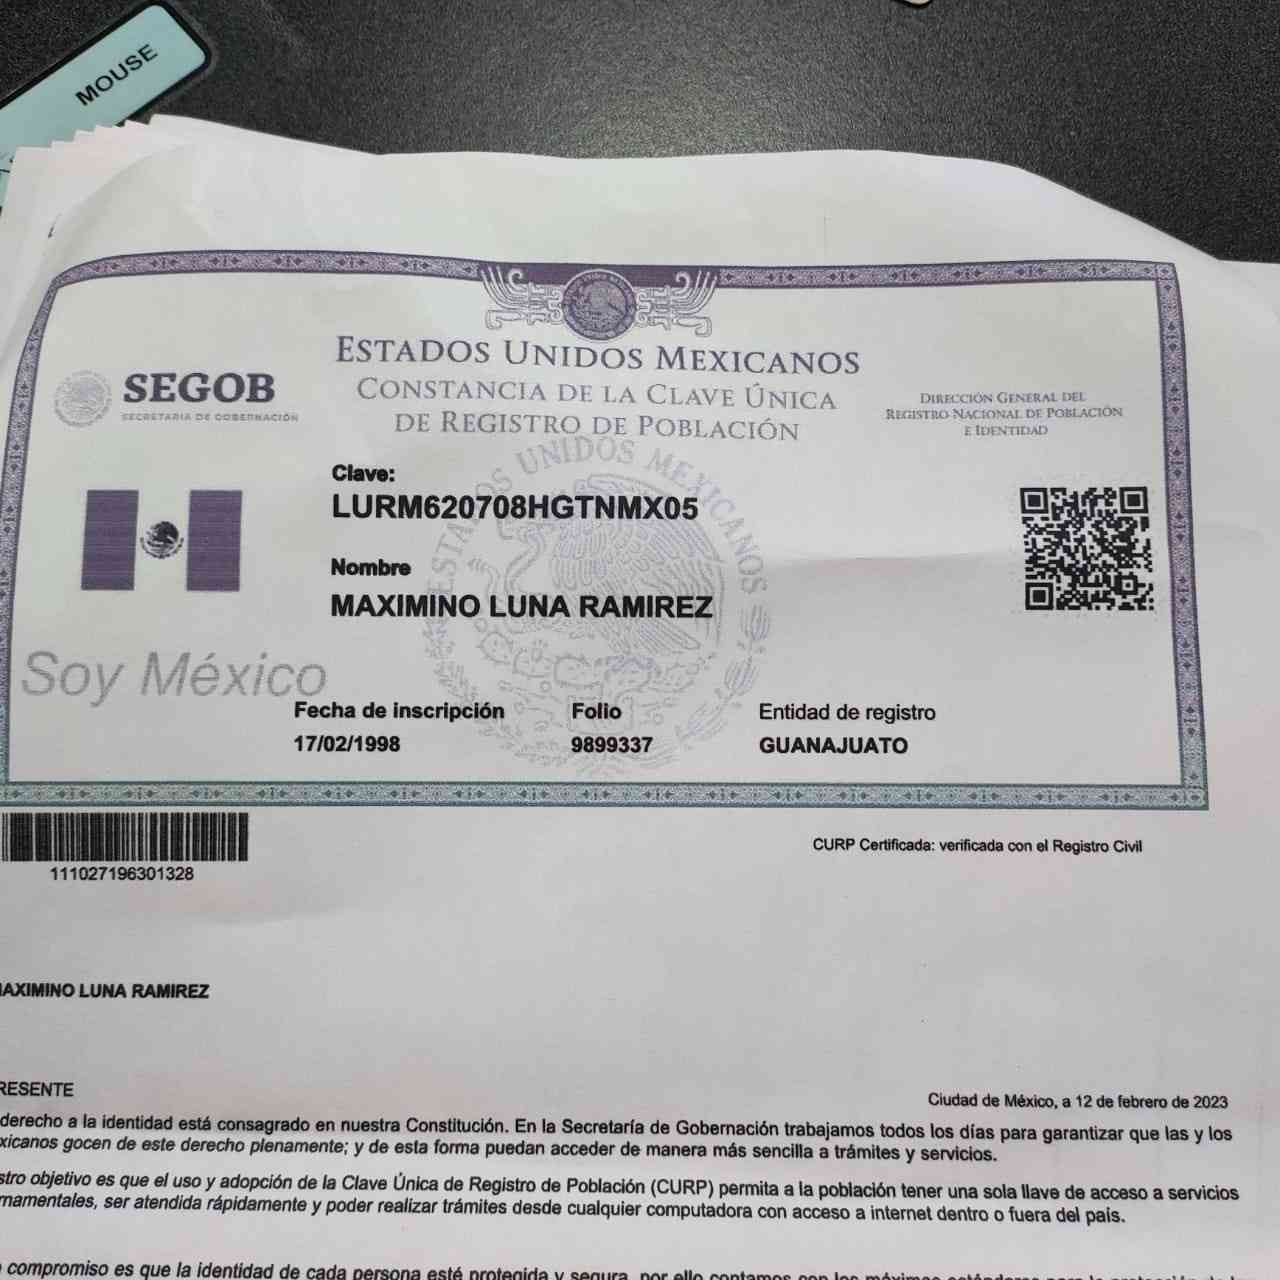 MOUSE
ESTADOS UNIDOS MEXICANOS
CONSTANCIA DE LA CLAVE ÚNICA
DE REGISTRO DE POBLACIÓN
SEGOB
SECRETARÍA DE GOBERNACIÓN
DIRECCIÓN GENERAL DEL
REGISTRO NACIONAL DE POBLACIÓN
E IDENTIDAD
ESTADOS UNIDOS MEXICANOS
Clave:
LURM620708HGTNMX05
Nombre
MAXIMINO LUNA RAMIREZ
Soy México
Fecha de inscripción Folio Entidad de registro
17/02/1998 9899337 GUANAJUATO
111027196301328
CURP Certificada: verificada con el Registro Civil
AXIMINO LUNA RAMIREZ
RESENTE
Ciudad de México, a 12 de febrero de 2023
derecho a la identidad está consagrado en nuestra Constitución. En la Secretaría de Gobernación trabajamos todos los días para garantizar que las y los
xicanos gocen de este derecho plenamente; y de esta forma puedan acceder de manera más sencilla a trámites y servicios.
stro objetivo es que el uso y adopción de la Clave Única de Registro de Población (CURP) permita a la población tener una sola llave de acceso a servicios
rnamentales, ser atendida rápidamente y poder realizar trámites desde cualquier computadora con acceso a internet dentro o fuera del país.
compromiso es que la identidad de cada persona esté protegida y segura, por ello contamos con los máximos estándares para la